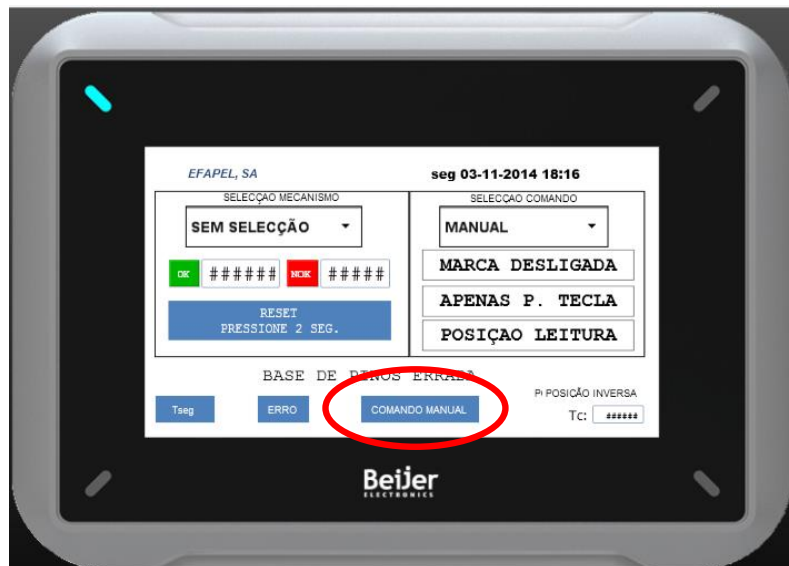 EFAPEL, SA
seg 03-11-2014 18:16
SELECÇAO MECANISMO
SEM SELECÇÃO
OK ###### NOK #####
RESET
PRESSIONE 2 SEG.
SELECÇAO COMANDO
MANUAL
MARCA DESLIGADA
APENAS P. TECLA
POSIÇAO LEITURA
BASE DE PINOS ERRADA
Tseg
ERRO
COMANDO MANUAL
P( POSIÇÃO INVERSA
Tc: ######
Beijer
ELECTRONICS